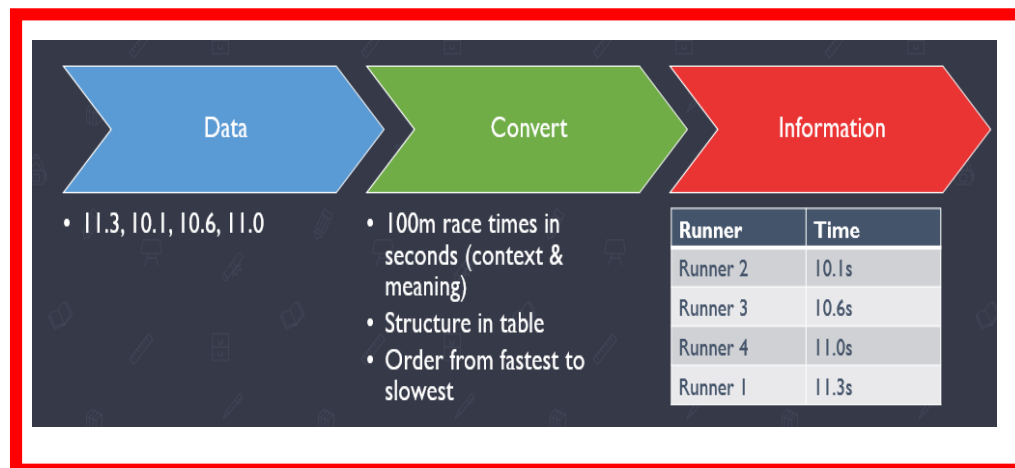 Data
Convert
Information
• 11.3, 10.1, 10.6, 11.0
• 100m race times in
seconds (context &
meaning)
• Structure in table
• Order from fastest to
slowest
Runner Time
Runner 2 10.1s
Runner 3 10.6s
Runner 4 11.0s
Runner 1 11.3s